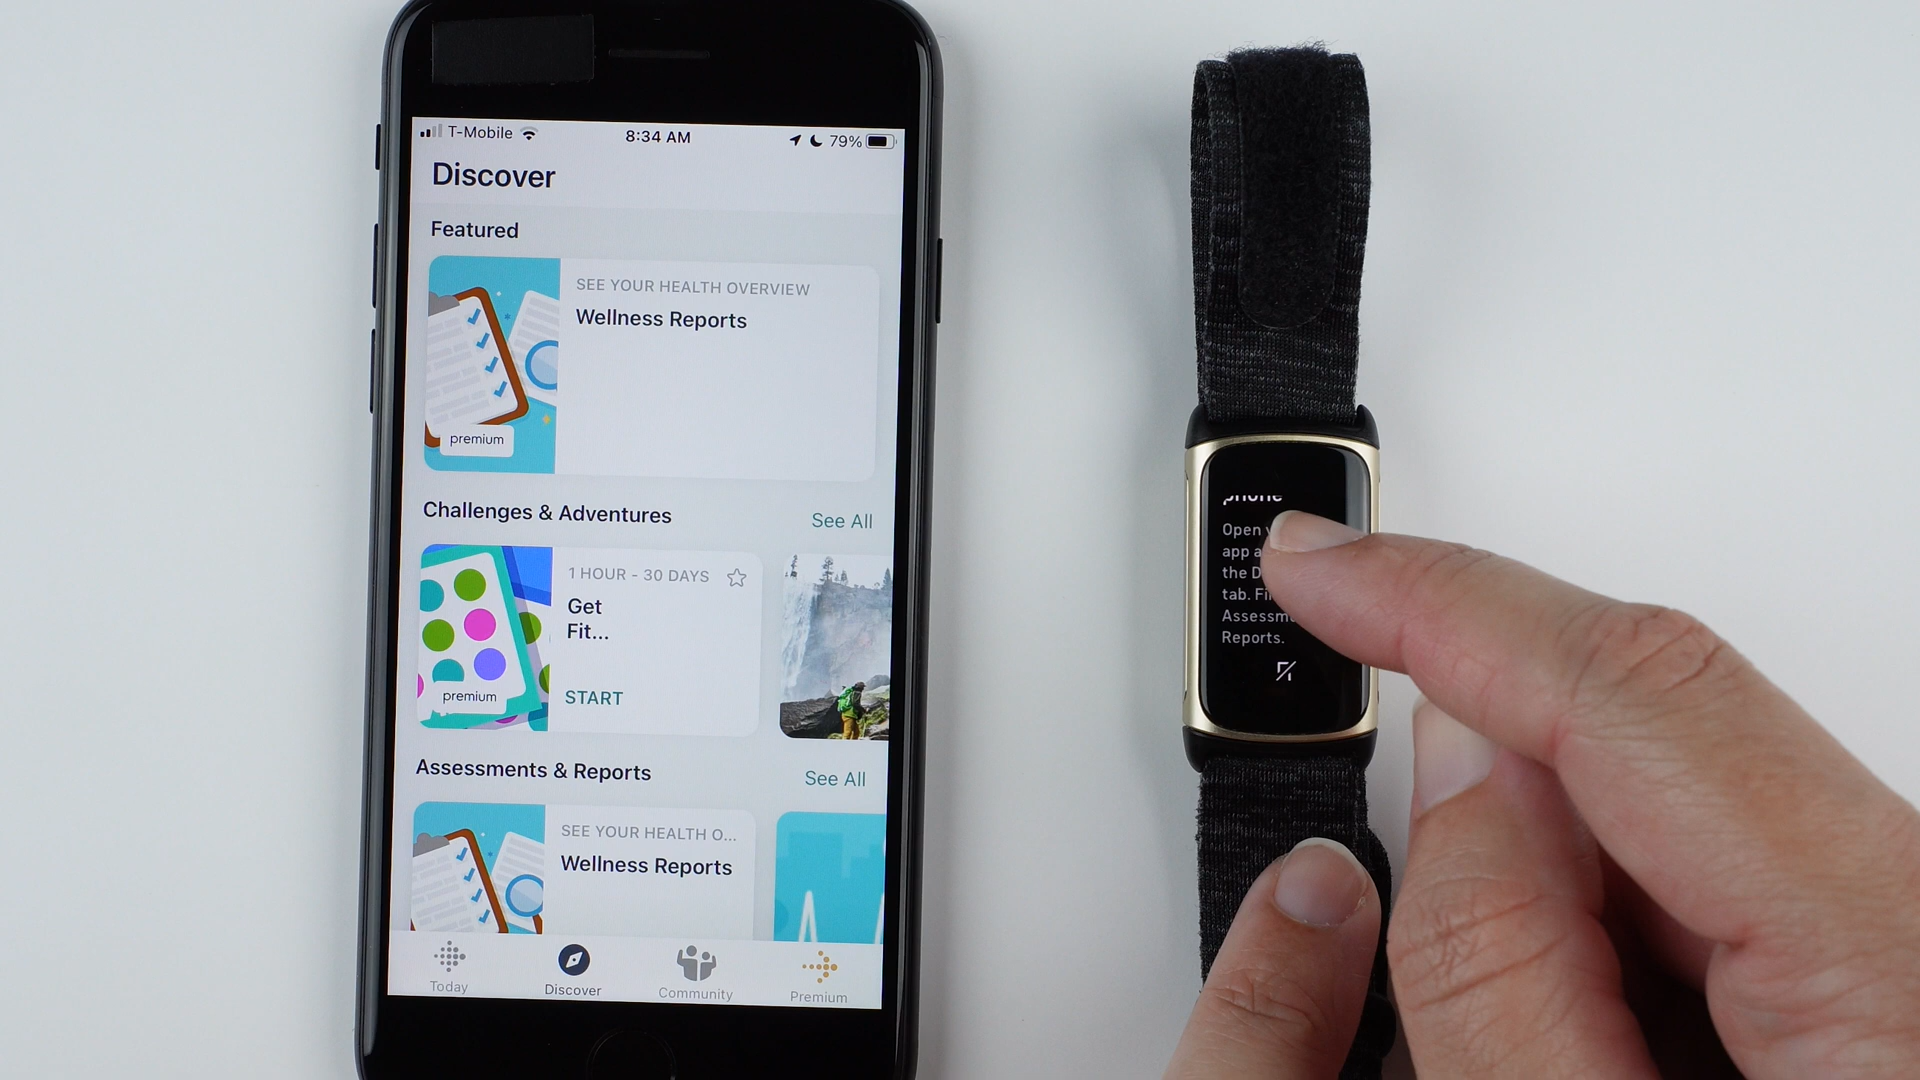 T-Mobile
8:34 AM
79%
Discover
Featured
SEE YOUR HEALTH OVERVIEW
Wellness Reports
premium
Challenges & Adventures
See All
1 HOUR - 30 DAYS
Get
Fit...
START
premium
Assessments & Reports
See All
SEE YOUR HEALTH O...
Wellness Reports
Today
Discover
Community
Premium
phone
Open
app
the
tab.
Reports.